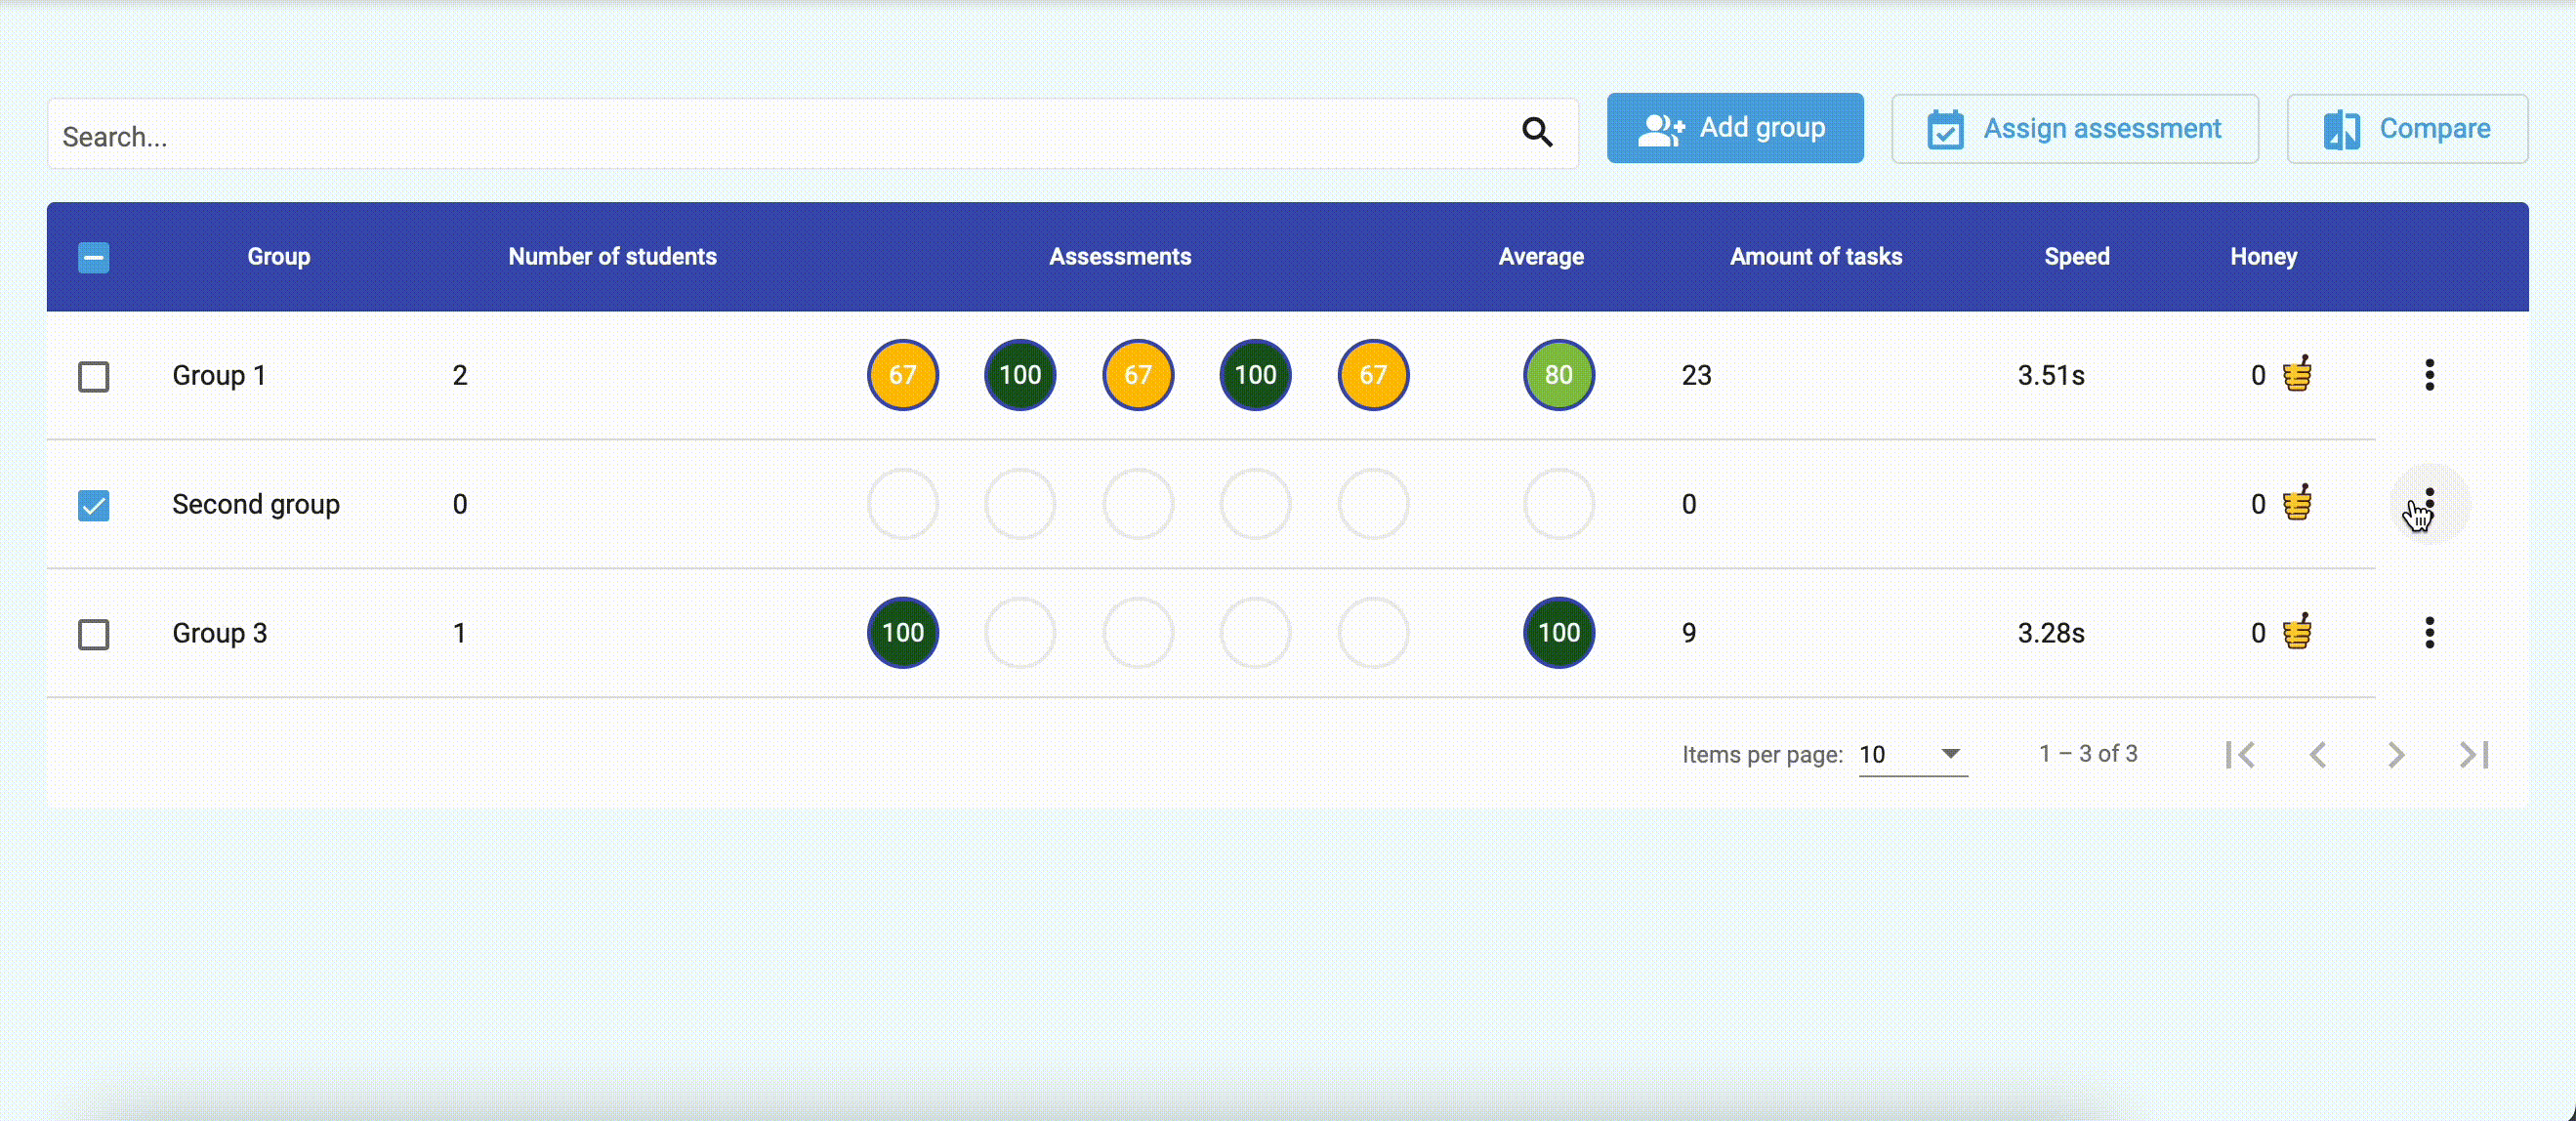 Search...
Add group
Assign assessment
Compare
Group Number of students Assessments Average Amount of tasks Speed Honey
Group 1 2 67 100 67 100 67 80 23 3.51s 0
Second group 0 0 0
Group 3 1 100 100 9 3.28s 0
Items per page: 10 1 – 3 of 3